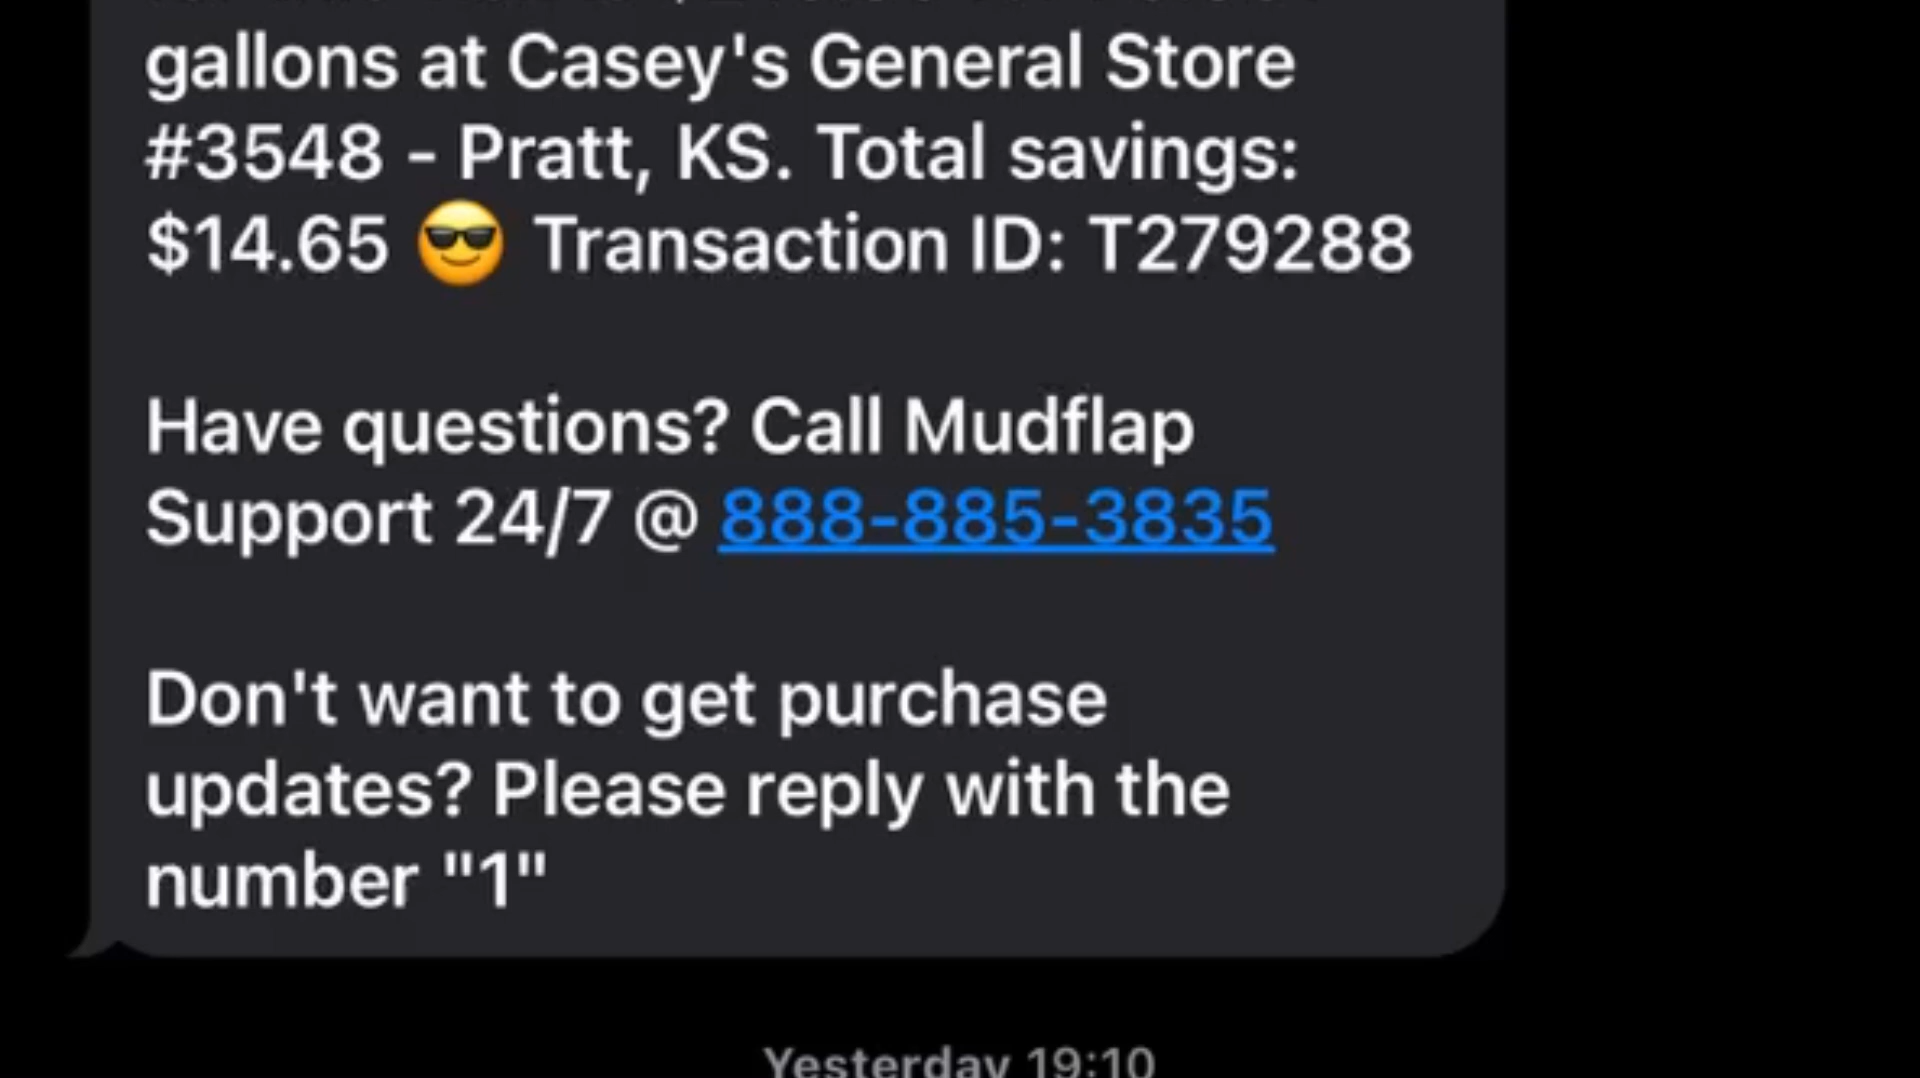 gallons at Casey's General Store
#3548 - Pratt, KS. Total savings:
$14.65 😎 Transaction ID: T279288
Have questions? Call Mudflap
Support 24/7 @ 888-885-3835
Don't want to get purchase
updates? Please reply with the
number "1"
Yesterday 19:10